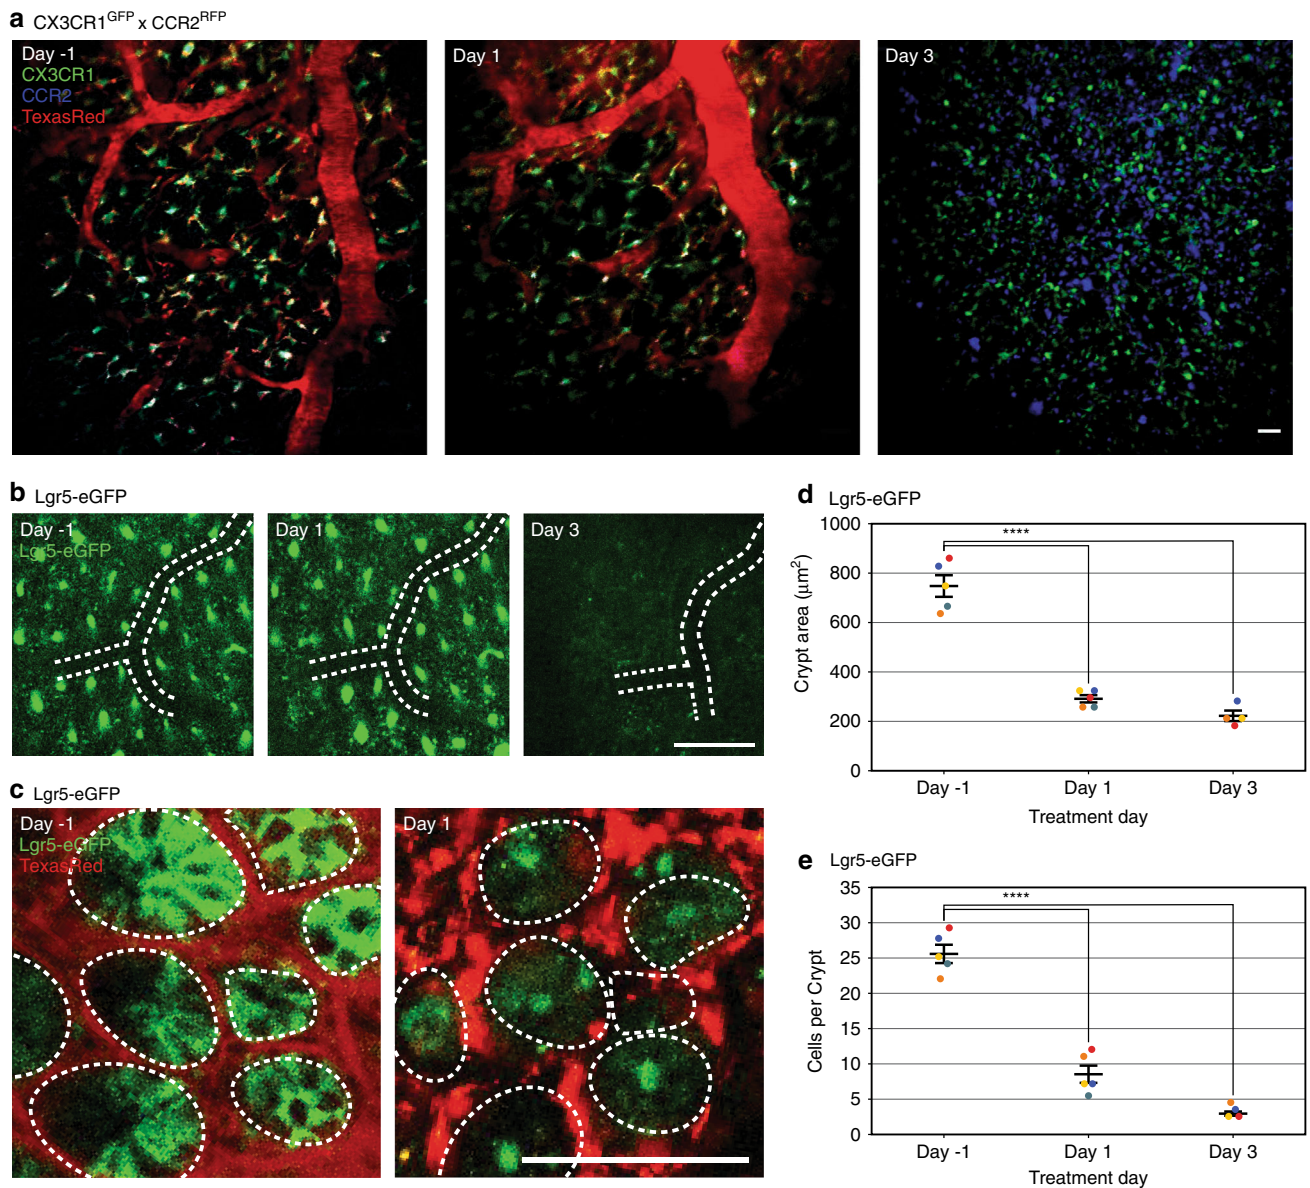 a CX3CR1GFP x CCR2RFP
Day -1
CX3CR1
CCR2
TexasRed
Day 1
Day 3
b Lgr5-eGFP
Day -1
Lgr5-eGFP
Day 1
Day 3
c Lgr5-eGFP
Day -1
Lgr5-eGFP
TexasRed
Day 1
d Lgr5-eGFP
1000
800
600
400
200
0
Crypt area (μm2)
****
Day -1
Day 1
Day 3
Treatment day
e Lgr5-eGFP
35
30
25
20
15
10
5
0
Cells per Crypt
****
Day -1
Day 1
Day 3
Treatment day